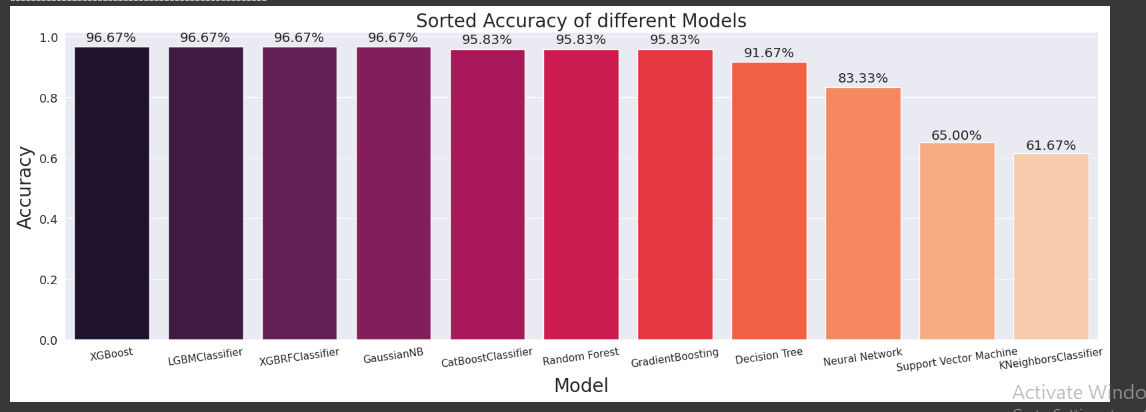 Sorted Accuracy of different Models
96.67% 96.67% 96.67% 96.67% 95.83% 95.83% 95.83% 91.67% 83.33% 65.00% 61.67%
1.0
0.8
0.6
0.4
0.2
0.0
Accuracy
XGBoost LGBMClassifier XGBRFClassifier GaussianNB CatBoostClassifier Random Forest GradientBoosting Decision Tree Neural Network Support Vector Machine KNeighborsClassifier
Model
Activate Windo